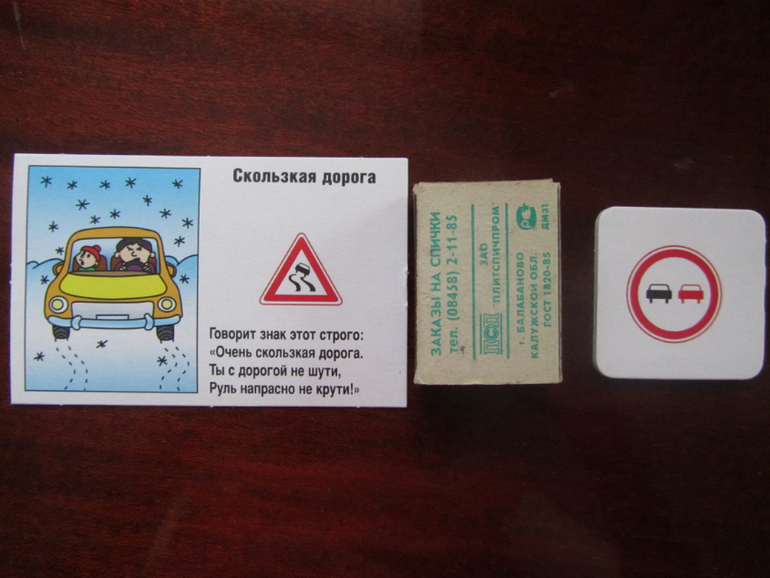 Скользкая дорога
Говорит знак этот строго:
«Очень скользкая дорога.
Ты с дорогой не шути,
Руль напрасно не крути!»
ЗАКАЗЫ НА СПИЧКИ
тел. (08458) 2-11-85
ЗАО
ПЛИТСПИЧПРОМ
г. БАЛАБАНОВО
КАЛУЖСКОЙ ОБЛ.
ГОСТ 1820-85
ДМ31